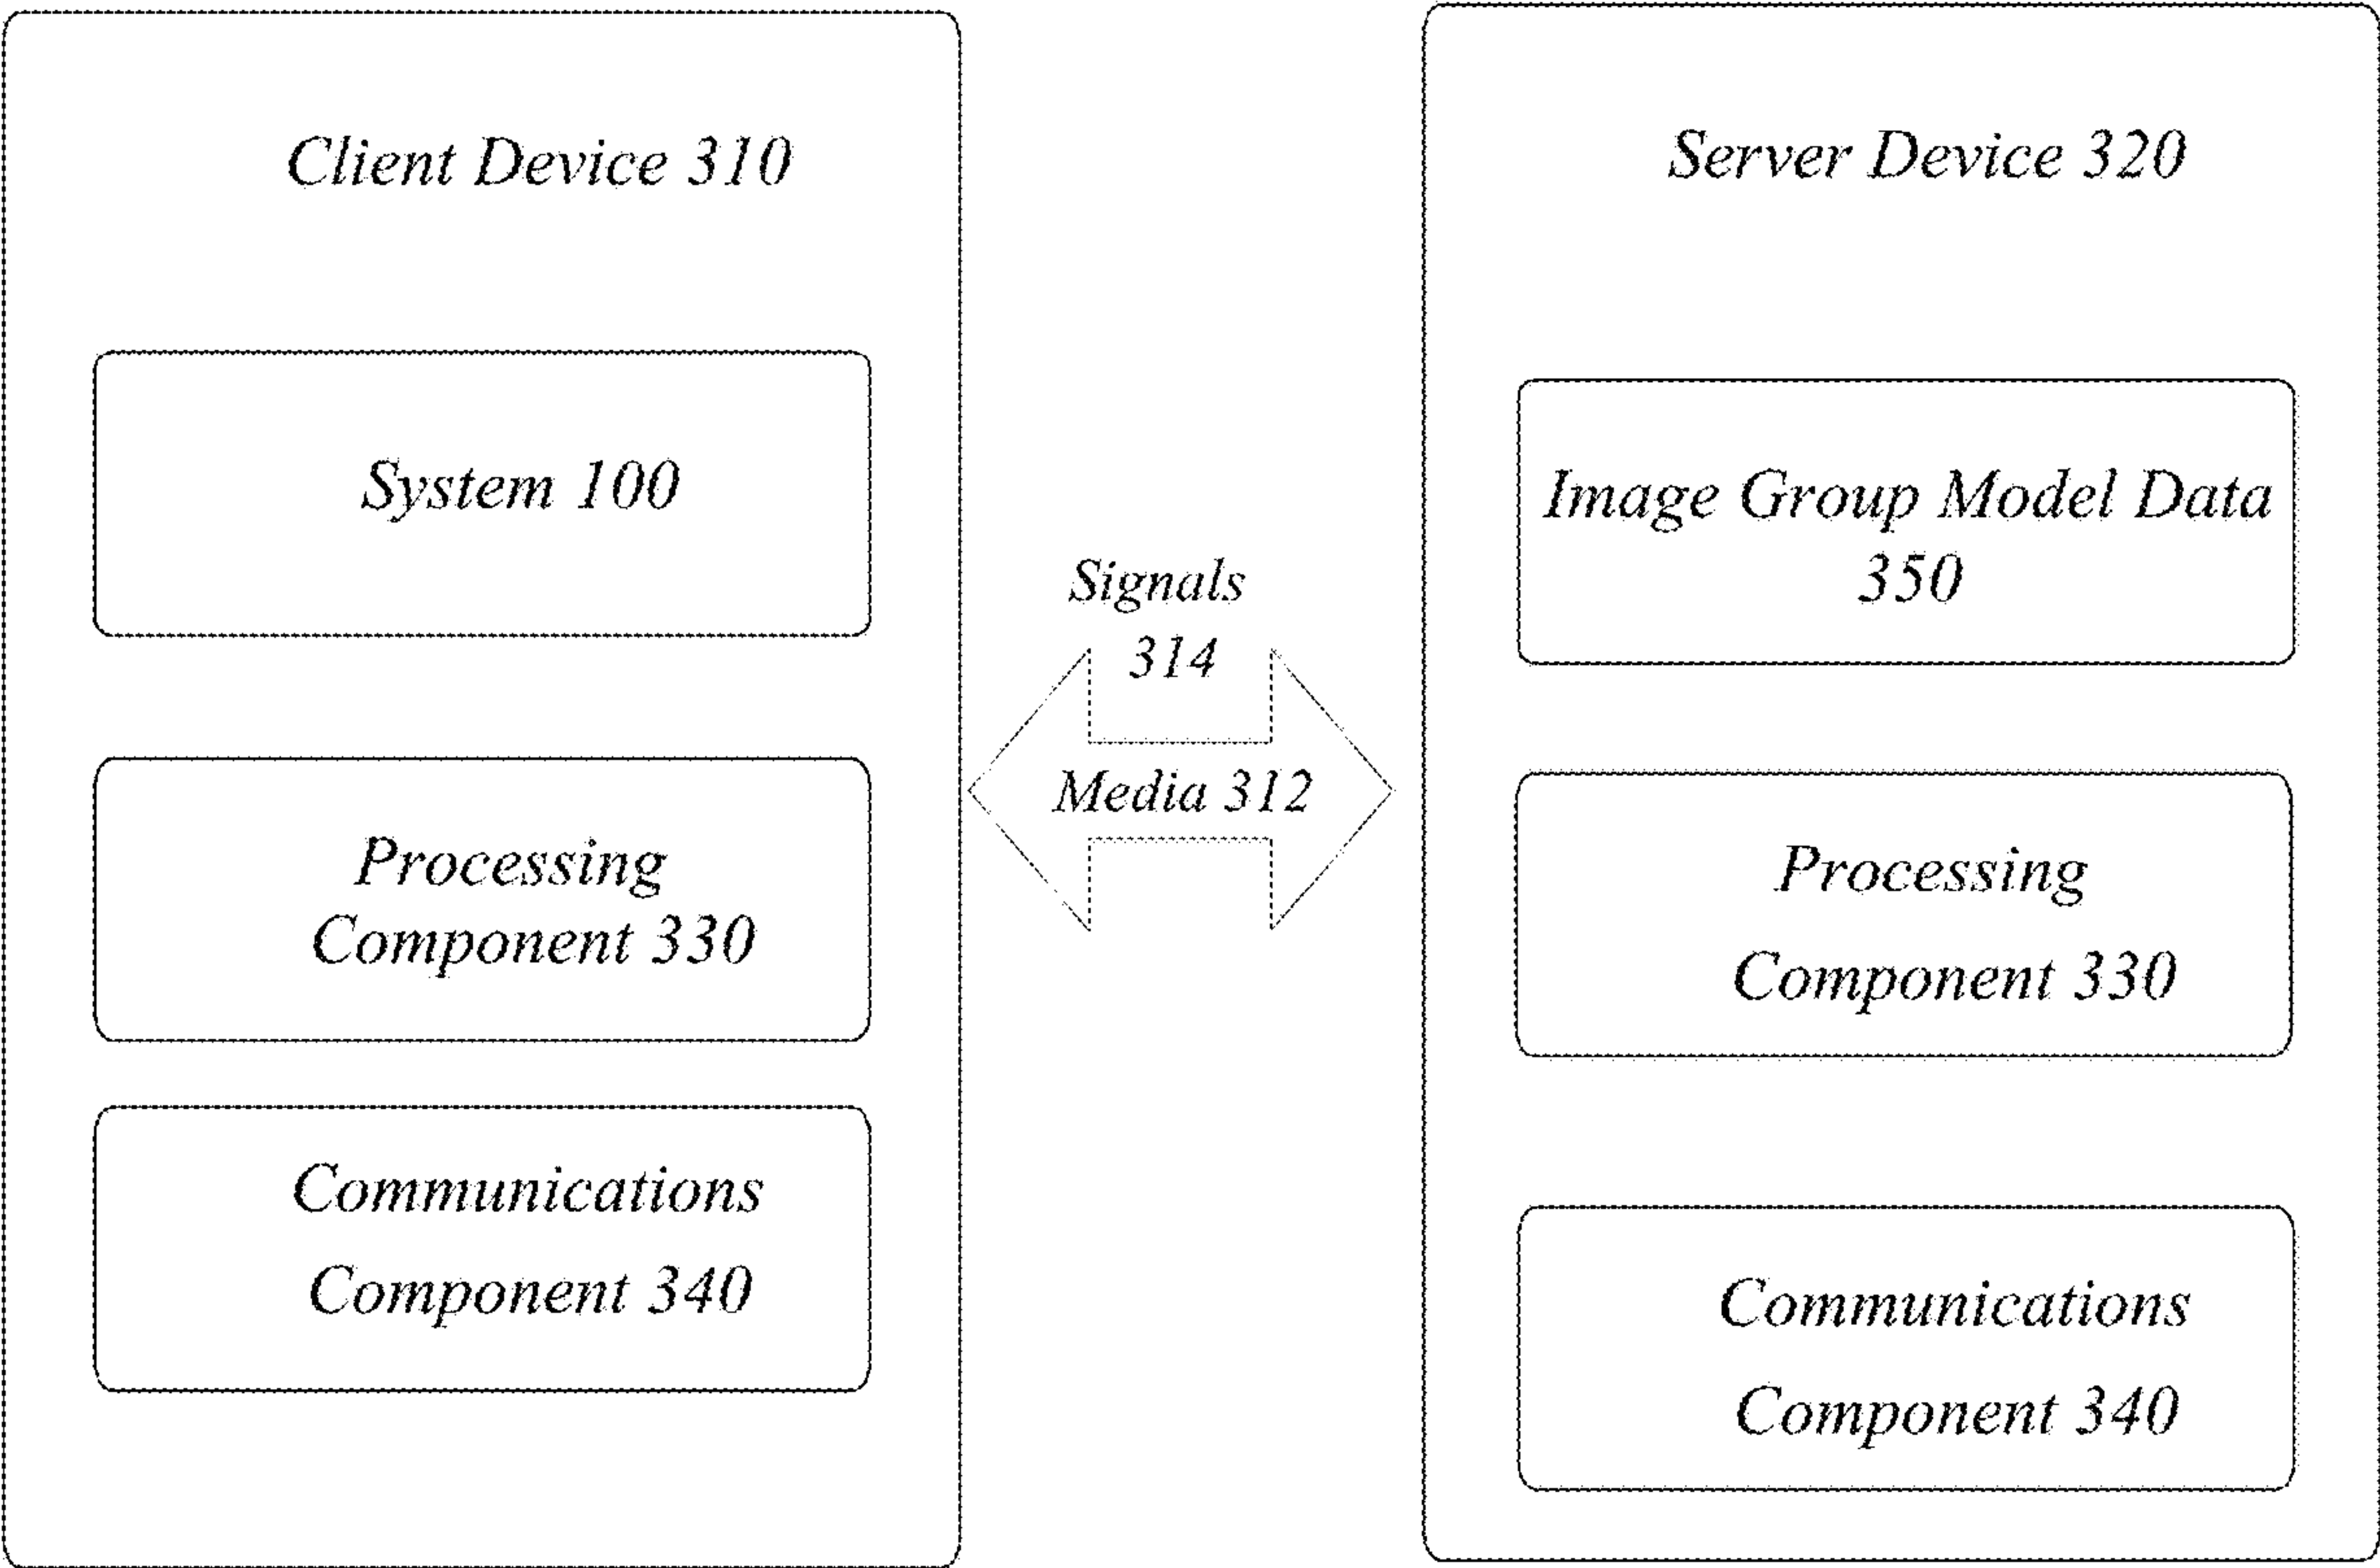 Client Device 310
System 100
Processing
Component 330
Communications
Component 340
Signals
314
Media 312
Server Device 320
Image Group Model Data
350
Processing
Component 330
Communications
Component 340